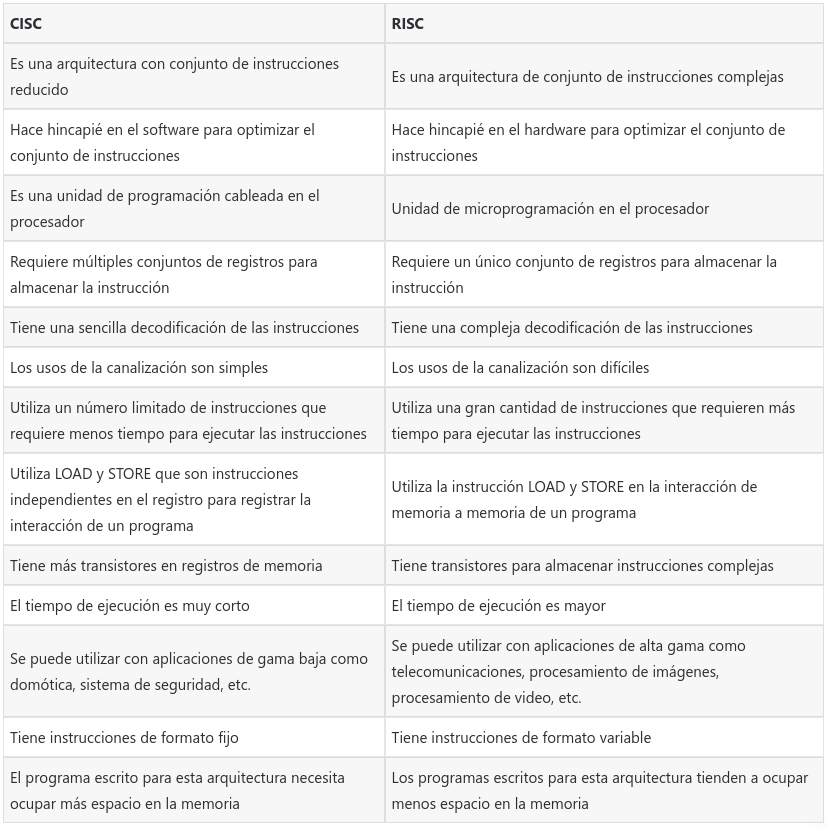 CISC
RISC
Es una arquitectura con conjunto de instrucciones
reducido
Es una arquitectura de conjunto de instrucciones complejas
Hace hincapié en el software para optimizar el
conjunto de instrucciones
Hace hincapié en el hardware para optimizar el conjunto de
instrucciones
Es una unidad de programación cableada en el
procesador
Unidad de microprogramación en el procesador
Requiere múltiples conjuntos de registros para
almacenar la instrucción
Requiere un único conjunto de registros para almacenar la
instrucción
Tiene una sencilla decodificación de las instrucciones
Tiene una compleja decodificación de las instrucciones
Los usos de la canalización son simples
Los usos de la canalización son difíciles
Utiliza un número limitado de instrucciones que
requiere menos tiempo para ejecutar las instrucciones
Utiliza una gran cantidad de instrucciones que requieren más
tiempo para ejecutar las instrucciones
Utiliza LOAD y STORE que son instrucciones
independientes en el registro para registrar la
interacción de un programa
Utiliza la instrucción LOAD y STORE en la interacción de
memoria a memoria de un programa
Tiene más transistores en registros de memoria
Tiene transistores para almacenar instrucciones complejas
El tiempo de ejecución es muy corto
El tiempo de ejecución es mayor
Se puede utilizar con aplicaciones de gama baja como
domótica, sistema de seguridad, etc.
Se puede utilizar con aplicaciones de alta gama como
telecomunicaciones, procesamiento de imágenes,
procesamiento de video, etc.
Tiene instrucciones de formato fijo
Tiene instrucciones de formato variable
El programa escrito para esta arquitectura necesita
ocupar más espacio en la memoria
Los programas escritos para esta arquitectura tienden a ocupar
menos espacio en la memoria